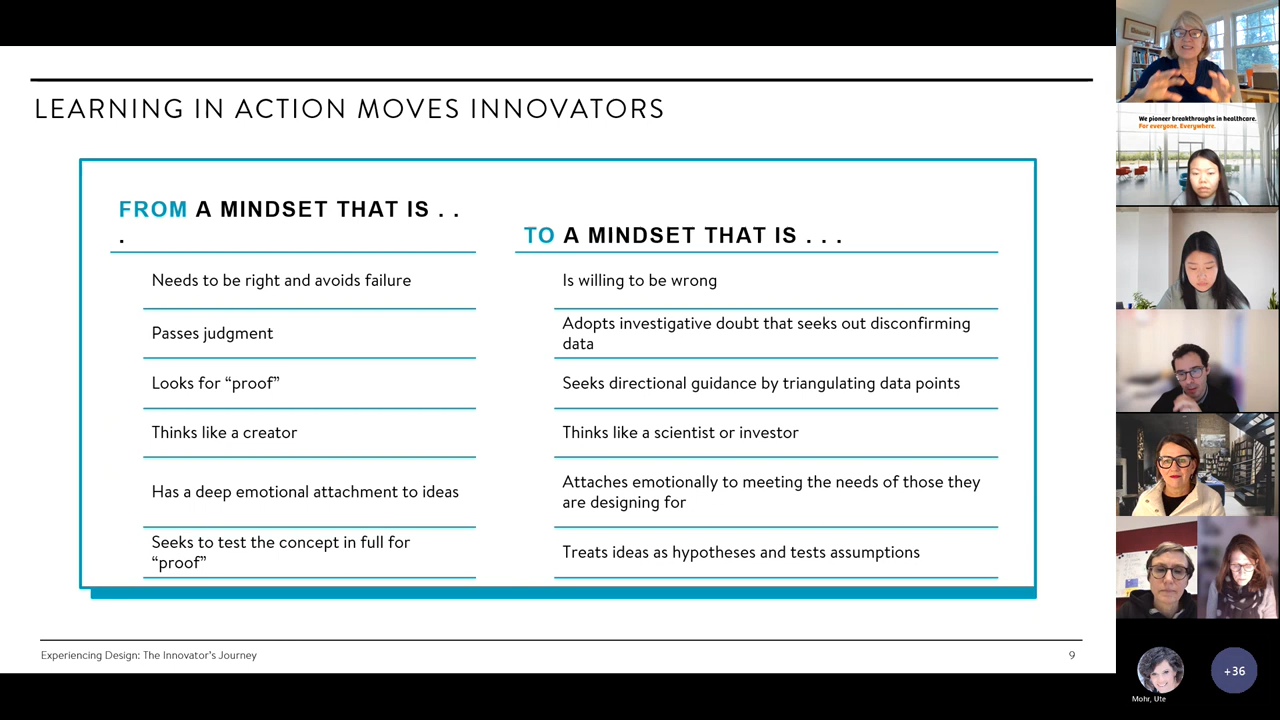 LEARNING IN ACTION MOVES INNOVATORS
FROM A MINDSET THAT IS . .
.
TO A MINDSET THAT IS . . .
Needs to be right and avoids failure
Is willing to be wrong
Passes judgment
Adopts investigative doubt that seeks out disconfirming
data
Looks for “proof”
Seeks directional guidance by triangulating data points
Thinks like a creator
Thinks like a scientist or investor
Has a deep emotional attachment to ideas
Attaches emotionally to meeting the needs of those they
are designing for
Seeks to test the concept in full for
“proof”
Treats ideas as hypotheses and tests assumptions
Experiencing Design: The Innovator’s Journey
9
We pioneer breakthroughs in healthcare.
For everyone. Everywhere.
Mohr, Ute
+36